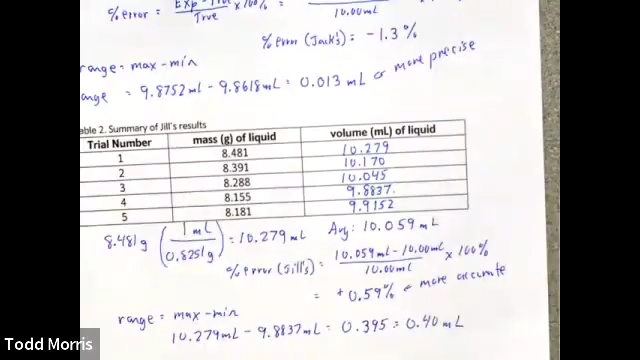 % error = Exp - True / True × 100%
10.00 mL
% error (Jack's): -1.3%
range = max - min
= 9.8752 mL - 9.8618 mL = 0.013 mL more precise
able 2. Summary of Jill's results
Trial Number mass (g) of liquid volume (mL) of liquid
1 8.481 10.279
2 8.391 10.170
3 8.288 10.045
4 8.155 9.8837
5 8.181 9.9152
8.481g (1 mL / 0.8251g) = 10.279 mL Avg: 10.059 mL
% error (Jill's) = 10.059 mL - 10.00 mL / 10.00 mL × 100%
= +0.59% more accurate
range = max - min
10.279 mL - 9.8837 mL = 0.395 = 0.40 mL
Todd Morris